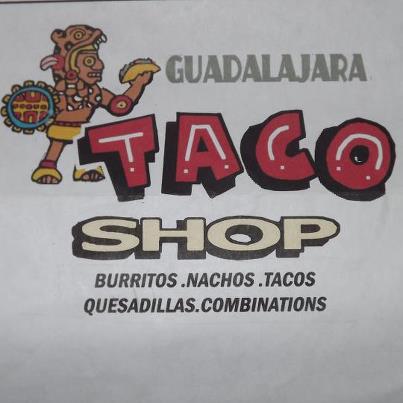 GUADALAJARA
TACO
SHOP
BURRITOS .NACHOS .TACOS
QUESADILLAS.COMBINATIONS